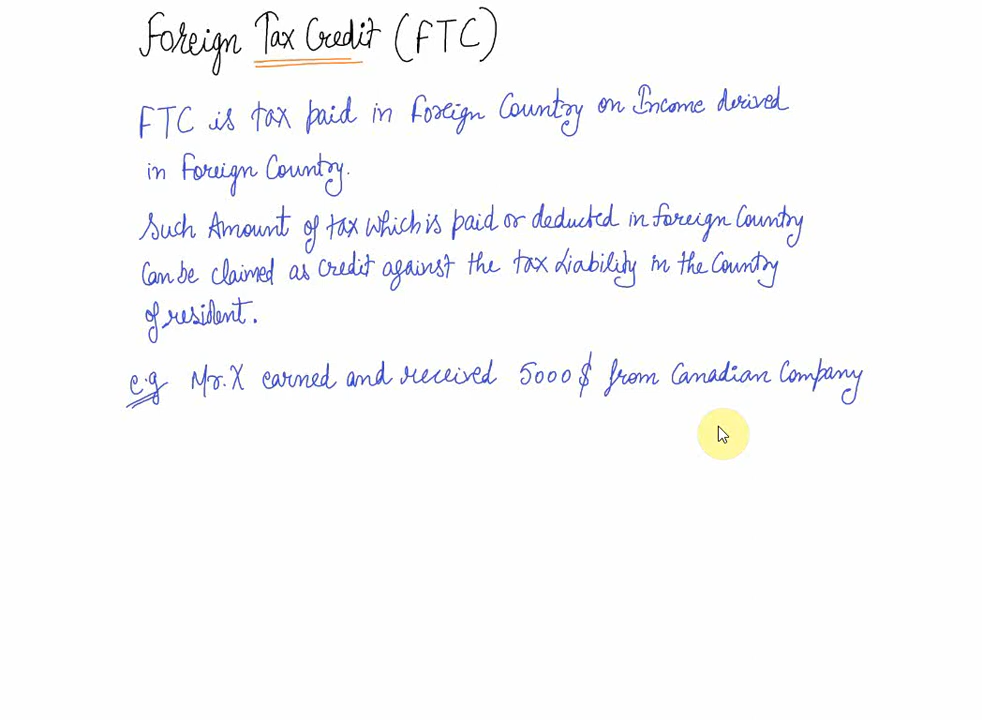 Foreign Tax Credit (FTC)
FTC is tax paid in Foreign Country on Income derived
in Foreign Country.
Such Amount of tax which is paid or deducted in foreign Country
Can be claimed as credit against the tax Liability in the Country
of resident.
e.g Mr. X earned and received 5000 $ from Canadian Company